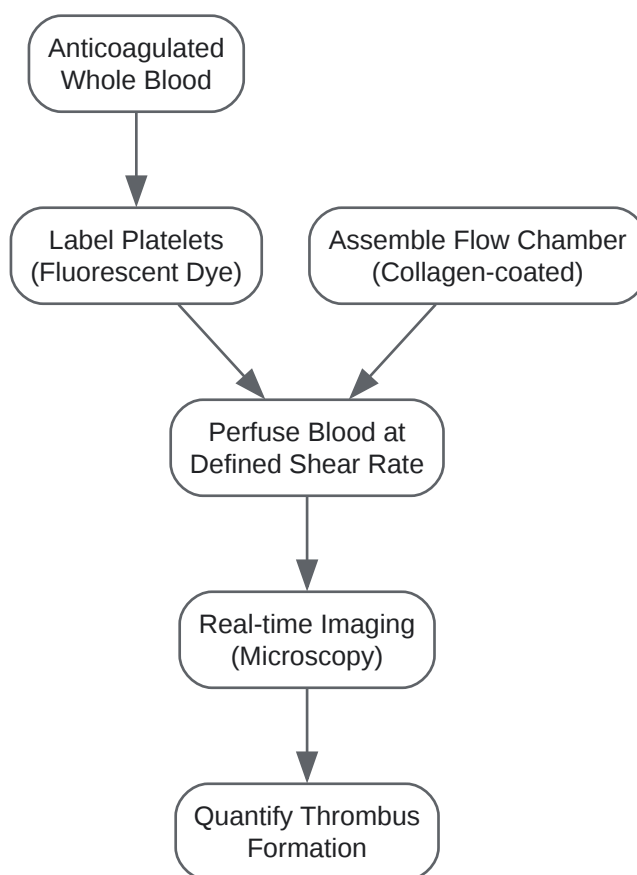 Anticoagulated
Whole Blood
Label Platelets
(Fluorescent Dye)
Assemble Flow Chamber
(Collagen-coated)
Perfuse Blood at
Defined Shear Rate
Real-time Imaging
(Microscopy)
Quantify Thrombus
Formation